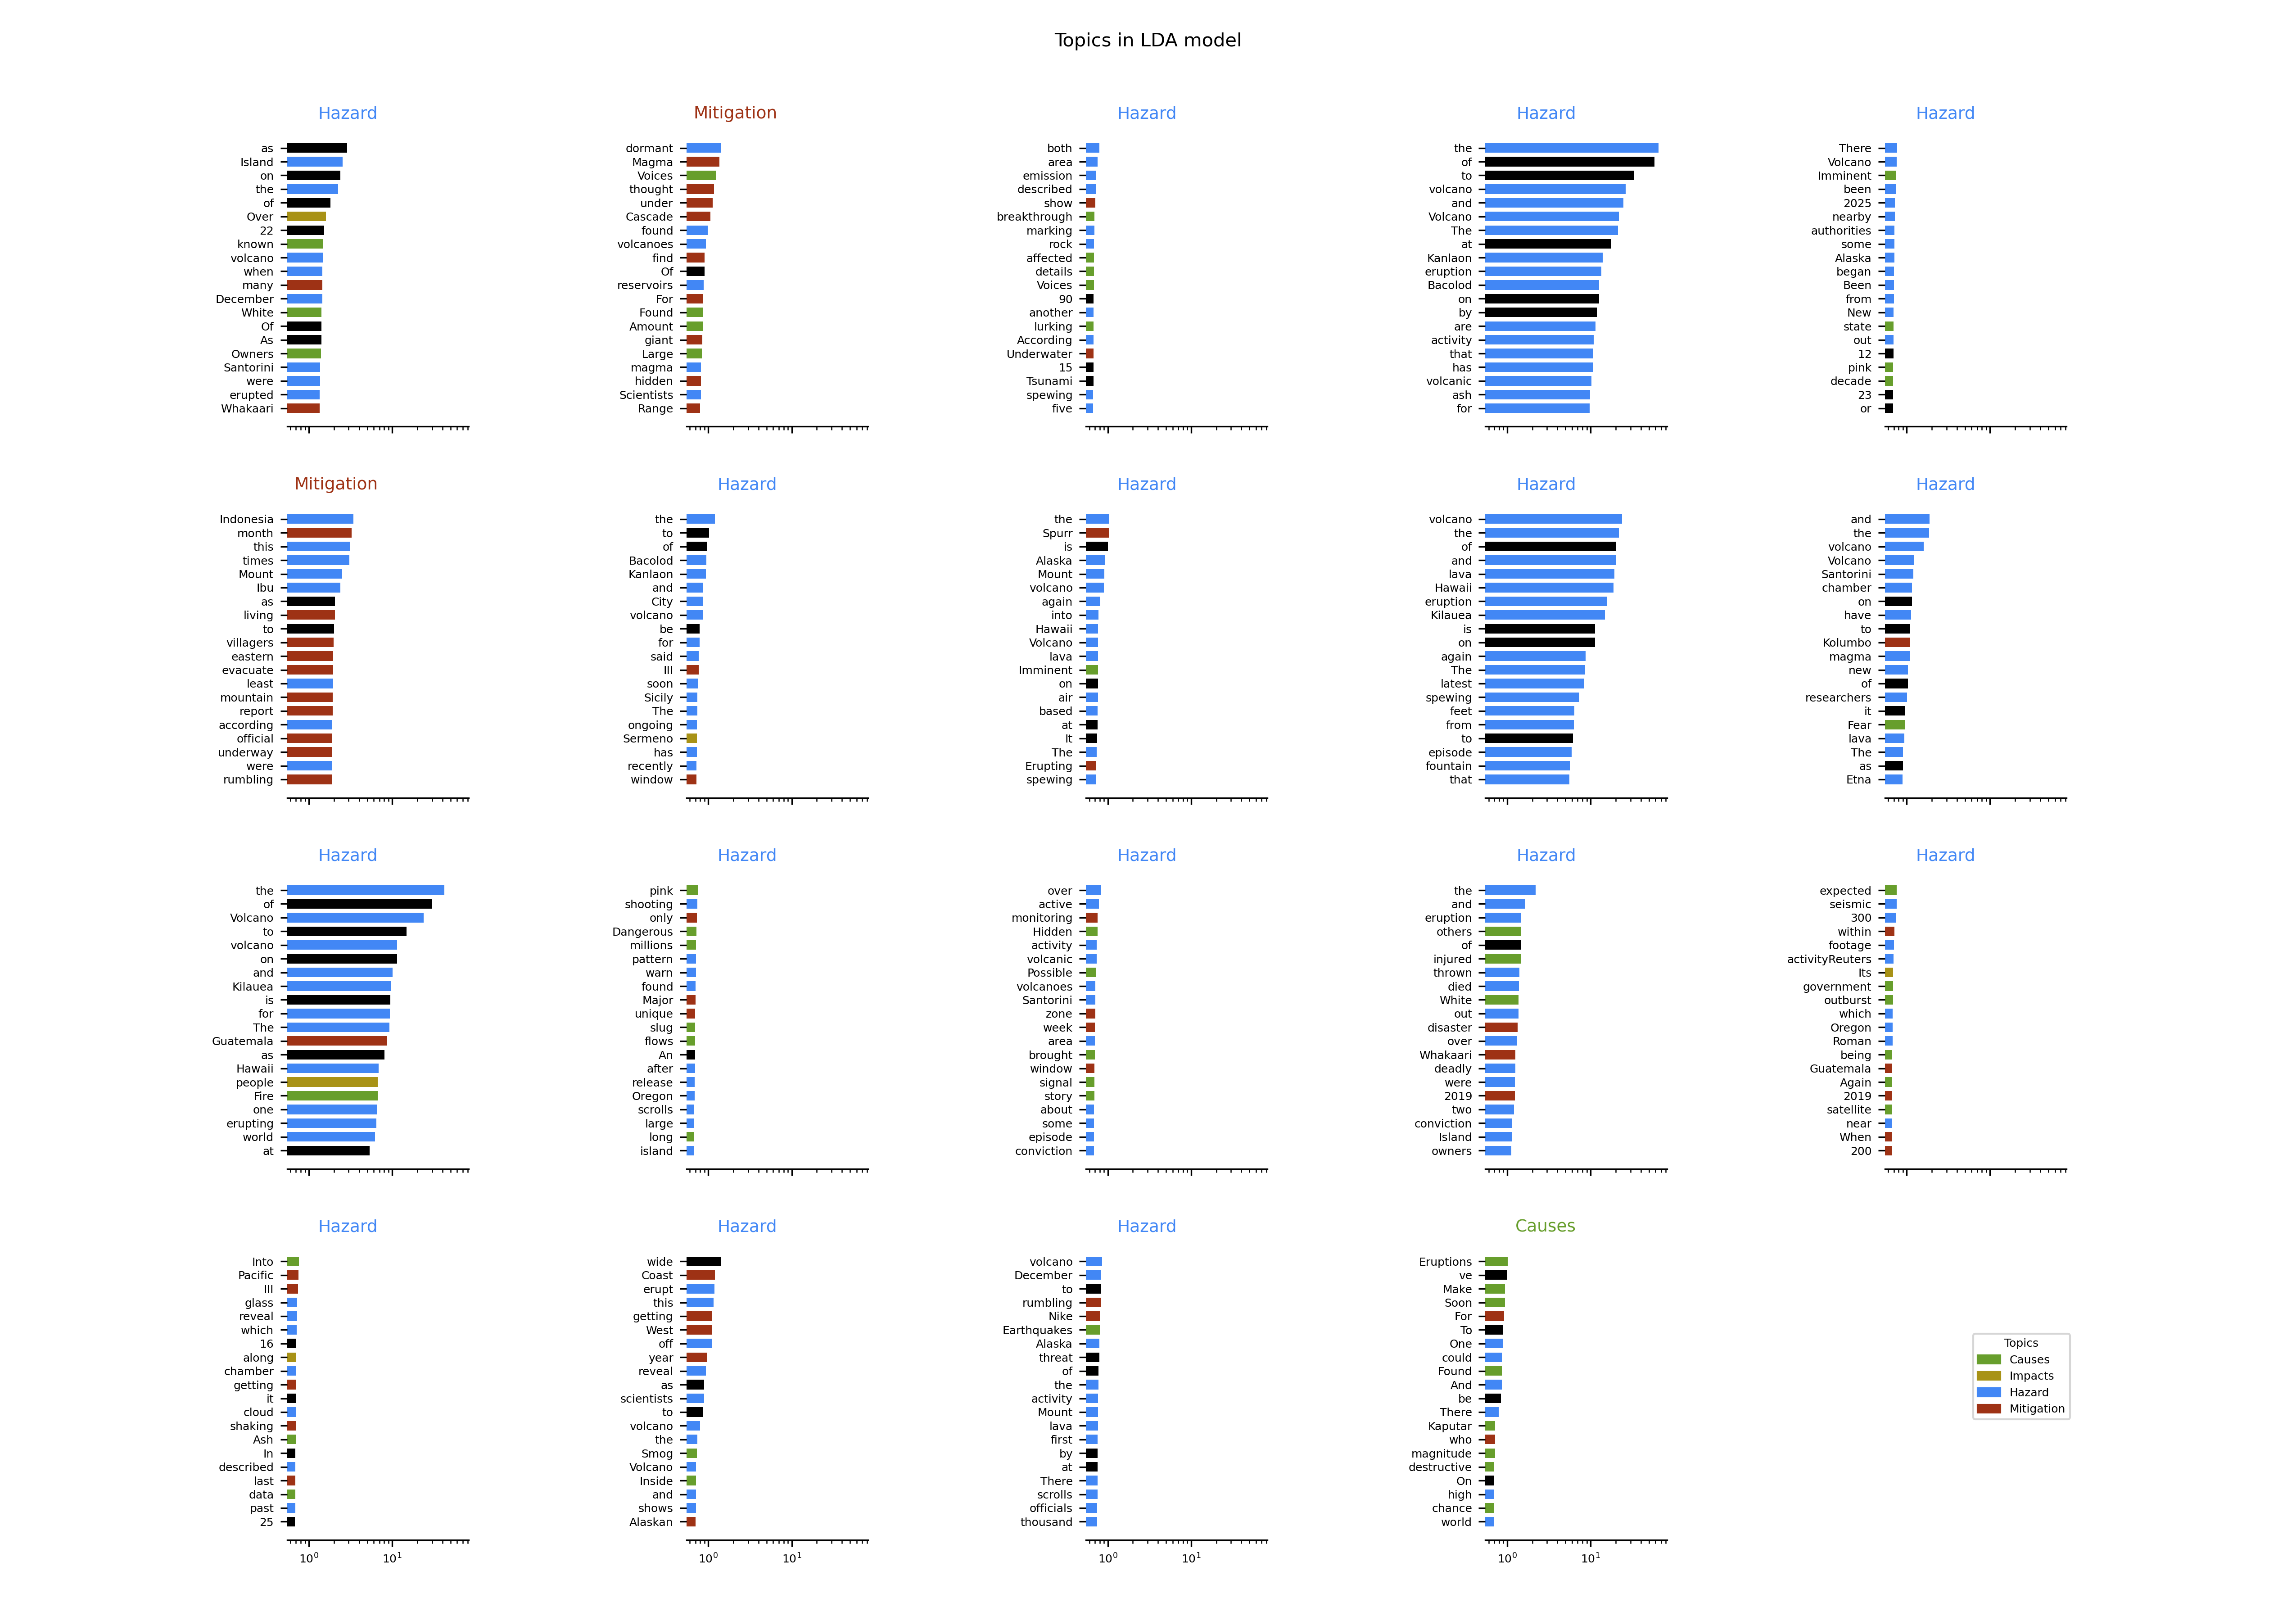 Topics in LDA model
Hazard
as
Island
on
the
of
Over
22
known
volcano
when
many
December
White
Of
As
Owners
Santorini
were
erupted
Whakaari
Mitigation
dormant
Magma
Voices
thought
under
Cascade
found
volcanoes
find
Of
reservoirs
For
Found
Amount
giant
Large
magma
hidden
Scientists
Range
Hazard
both
area
emission
described
show
breakthrough
marking
rock
affected
details
Voices
90
another
lurking
According
Underwater
15
Tsunami
spewing
five
Hazard
the
of
to
volcano
and
Volcano
The
at
Kanlaon
eruption
Bacolod
on
by
are
activity
that
has
volcanic
ash
for
Hazard
There
Volcano
Imminent
been
2025
nearby
authorities
some
Alaska
began
Been
from
New
state
out
12
pink
decade
23
or
Mitigation
Indonesia
month
this
times
Mount
Ibu
as
living
to
villagers
eastern
evacuate
least
mountain
report
according
official
underway
were
rumbling
Hazard
the
to
of
Bacolod
Kanlaon
and
City
volcano
be
for
said
III
soon
Sicily
The
ongoing
Sermeno
has
recently
window
Hazard
the
Spurr
is
Alaska
Mount
volcano
again
into
Hawaii
Volcano
lava
Imminent
on
air
based
at
It
The
Erupting
spewing
Hazard
volcano
the
of
and
lava
Hawaii
eruption
Kilauea
is
on
again
The
latest
spewing
feet
from
to
episode
fountain
that
Hazard
and
the
volcano
Volcano
Santorini
chamber
on
have
to
Kolumbo
magma
new
of
researchers
it
Fear
lava
The
as
Etna
Hazard
the
of
Volcano
to
volcano
on
and
Kilauea
is
for
The
Guatemala
as
Hawaii
people
Fire
one
erupting
world
at
Hazard
pink
shooting
only
Dangerous
millions
pattern
warn
found
Major
unique
slug
flows
An
after
release
Oregon
scrolls
large
long
island
Hazard
over
active
monitoring
Hidden
activity
volcanic
Possible
volcanoes
Santorini
zone
week
area
brought
window
signal
story
about
some
episode
conviction
Hazard
the
and
eruption
others
of
injured
thrown
died
White
out
disaster
over
Whakaari
deadly
were
2019
two
conviction
Island
owners
Hazard
expected
seismic
300
within
footage
activityReuters
Its
government
outburst
which
Oregon
Roman
being
Guatemala
Again
2019
satellite
near
When
200
Hazard
Into
Pacific
III
glass
reveal
which
16
along
chamber
getting
it
cloud
shaking
Ash
In
described
last
data
past
25
10⁰ 10¹
Hazard
wide
Coast
erupt
this
getting
West
off
year
reveal
as
scientists
to
volcano
the
Smog
Volcano
Inside
and
shows
Alaskan
10⁰ 10¹
Hazard
volcano
December
to
rumbling
Nike
Earthquakes
Alaska
threat
of
the
activity
Mount
lava
first
by
at
There
scrolls
officials
thousand
10⁰ 10¹
Causes
Eruptions
ve
Make
Soon
For
To
One
could
Found
And
be
There
Kaputar
who
magnitude
destructive
On
high
chance
world
10⁰ 10¹
Topics
Causes
Impacts
Hazard
Mitigation